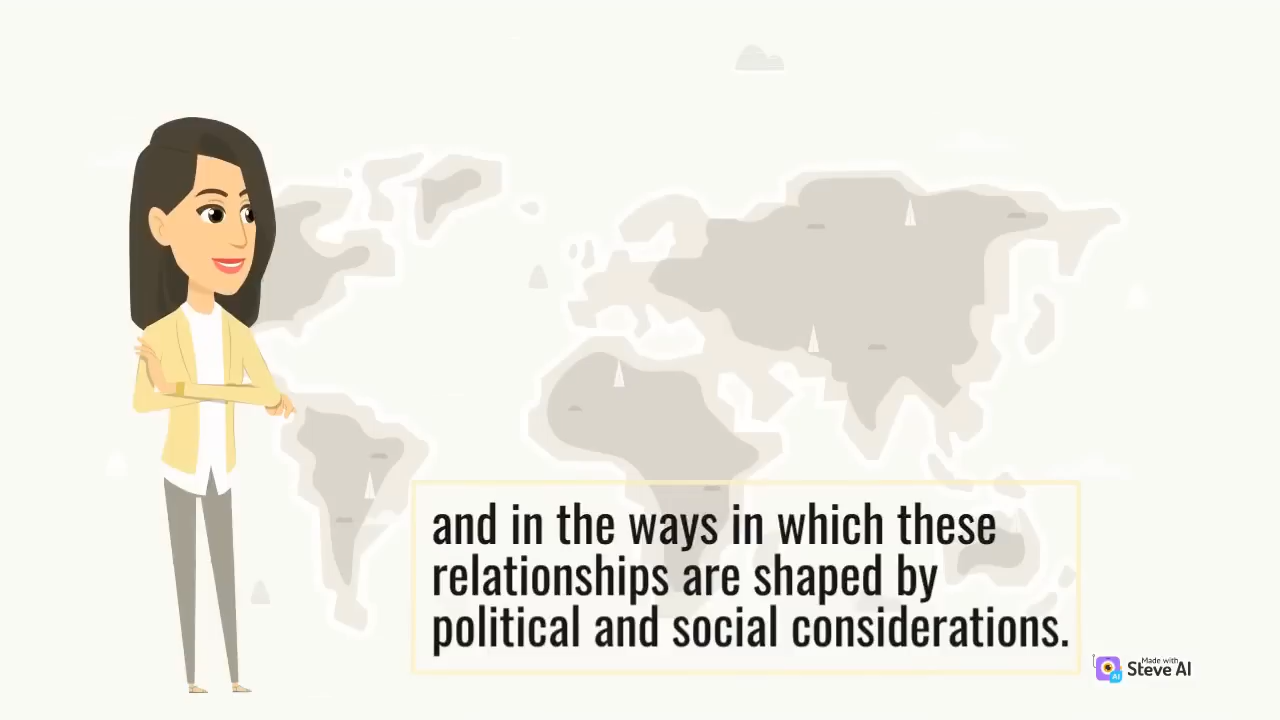 and in the ways in which these
relationships are shaped by
political and social considerations.
Made with
Steve AI
AI